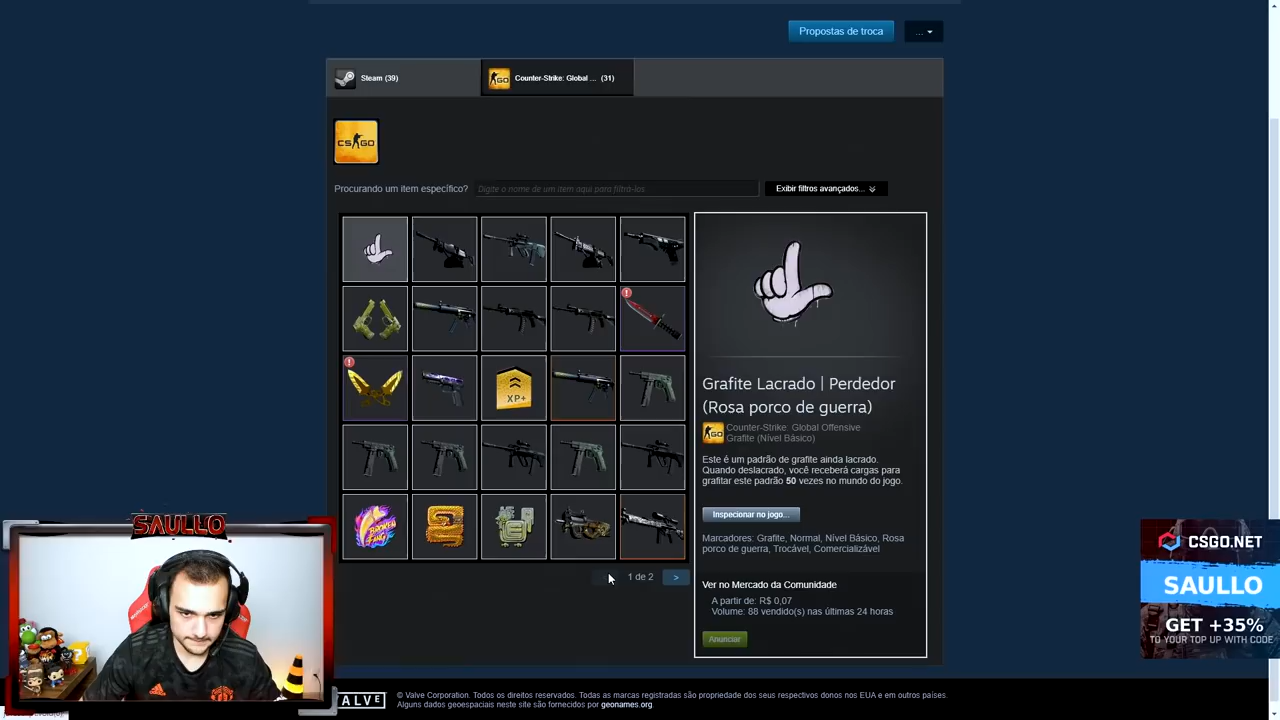 Propostas de troca
...
Steam (39)
Counter-Strike: Global ... (31)
CS GO
Procurando um item específico?
Digite o nome de um item aqui para filtrá-los
Exibir filtros avançados...
XP+
Grafite Lacrado | Perdedor
(Rosa porco de guerra)
Counter-Strike: Global Offensive
Grafite (Nível Básico)
Este é um padrão de grafite ainda lacrado.
Quando deslacrado, você receberá cargas para
grafitar este padrão 50 vezes no mundo do jogo.
Inspecionar no jogo...
Marcadores: Grafite, Normal, Nível Básico, Rosa
porco de guerra, Trocável, Comercializável
1 de 2
>
Ver no Mercado da Comunidade
A partir de: R$ 0,07
Volume: 88 vendido(s) nas últimas 24 horas
Anunciar
SAULLO
CSGO.NET
SAULLO
GET +35%
TO YOUR TOP UP WITH CODE
ALVE
© Valve Corporation. Todos os direitos reservados. Todas as marcas registradas são propriedade dos seus respectivos donos nos EUA e em outros países.
Alguns dados geoespaciais neste site são fornecidos por geonames.org